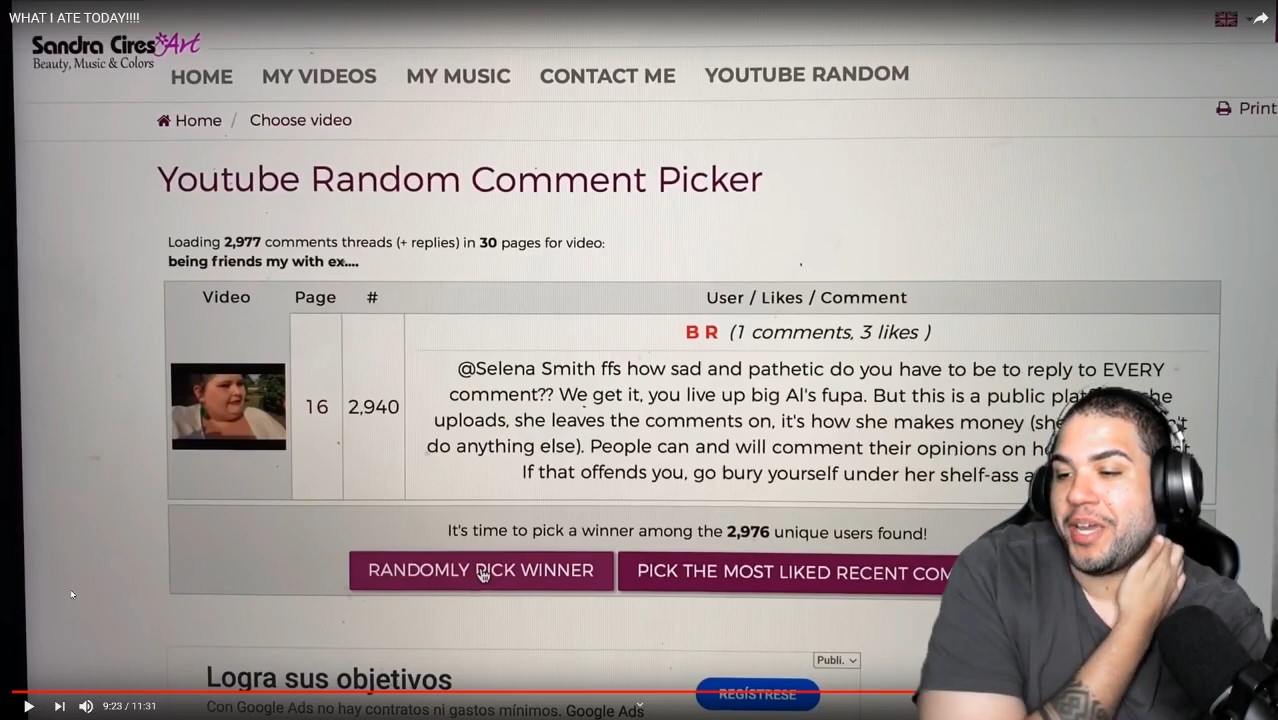 WHAT I ATE TODAY!!!!
Sandra Cires Art
Beauty, Music & Colors
HOME MY VIDEOS MY MUSIC CONTACT ME YOUTUBE RANDOM
Home / Choose video
Print
Youtube Random Comment Picker
Loading 2,977 comments threads (+ replies) in 30 pages for video:
being friends my with ex....
Video Page # User / Likes / Comment
B R (1 comments, 3 likes )
@Selena Smith ffs how sad and pathetic do you have to be to reply to EVERY
comment?? We get it, you live up big Al's fupa. But this is a public she
16 2,940
uploads, she leaves the comments on, it's how she makes money
do anything else). People can and will comment their opinions on
If that offends you, go bury yourself under her shelf-ass
It's time to pick a winner among the 2,976 unique users found!
RANDOMLY PICK WINNER PICK THE MOST LIKED RECENT
Publi.
Logra sus objetivos
REGÍSTRESE
Con Google Ads no hay contratos ni gastos mínimos. Google Ads
9:23 / 11:31